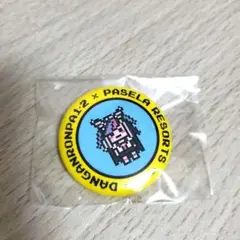 DANGANRONPA1・2 × PASELA RESORTS